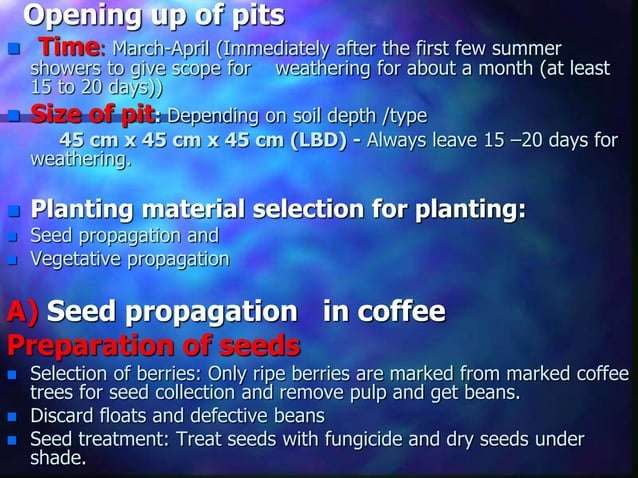 Opening up of pits
Time: March-April (Immediately after the first few summer
showers to give scope for weathering for about a month (at least
15 to 20 days))
Size of pit: Depending on soil depth /type
45 cm x 45 cm x 45 cm (LBD) - Always leave 15 –20 days for
weathering.
Planting material selection for planting:
Seed propagation and
Vegetative propagation
A) Seed propagation in coffee
Preparation of seeds
Selection of berries: Only ripe berries are marked from marked coffee
trees for seed collection and remove pulp and get beans.
Discard floats and defective beans
Seed treatment: Treat seeds with fungicide and dry seeds under
shade.